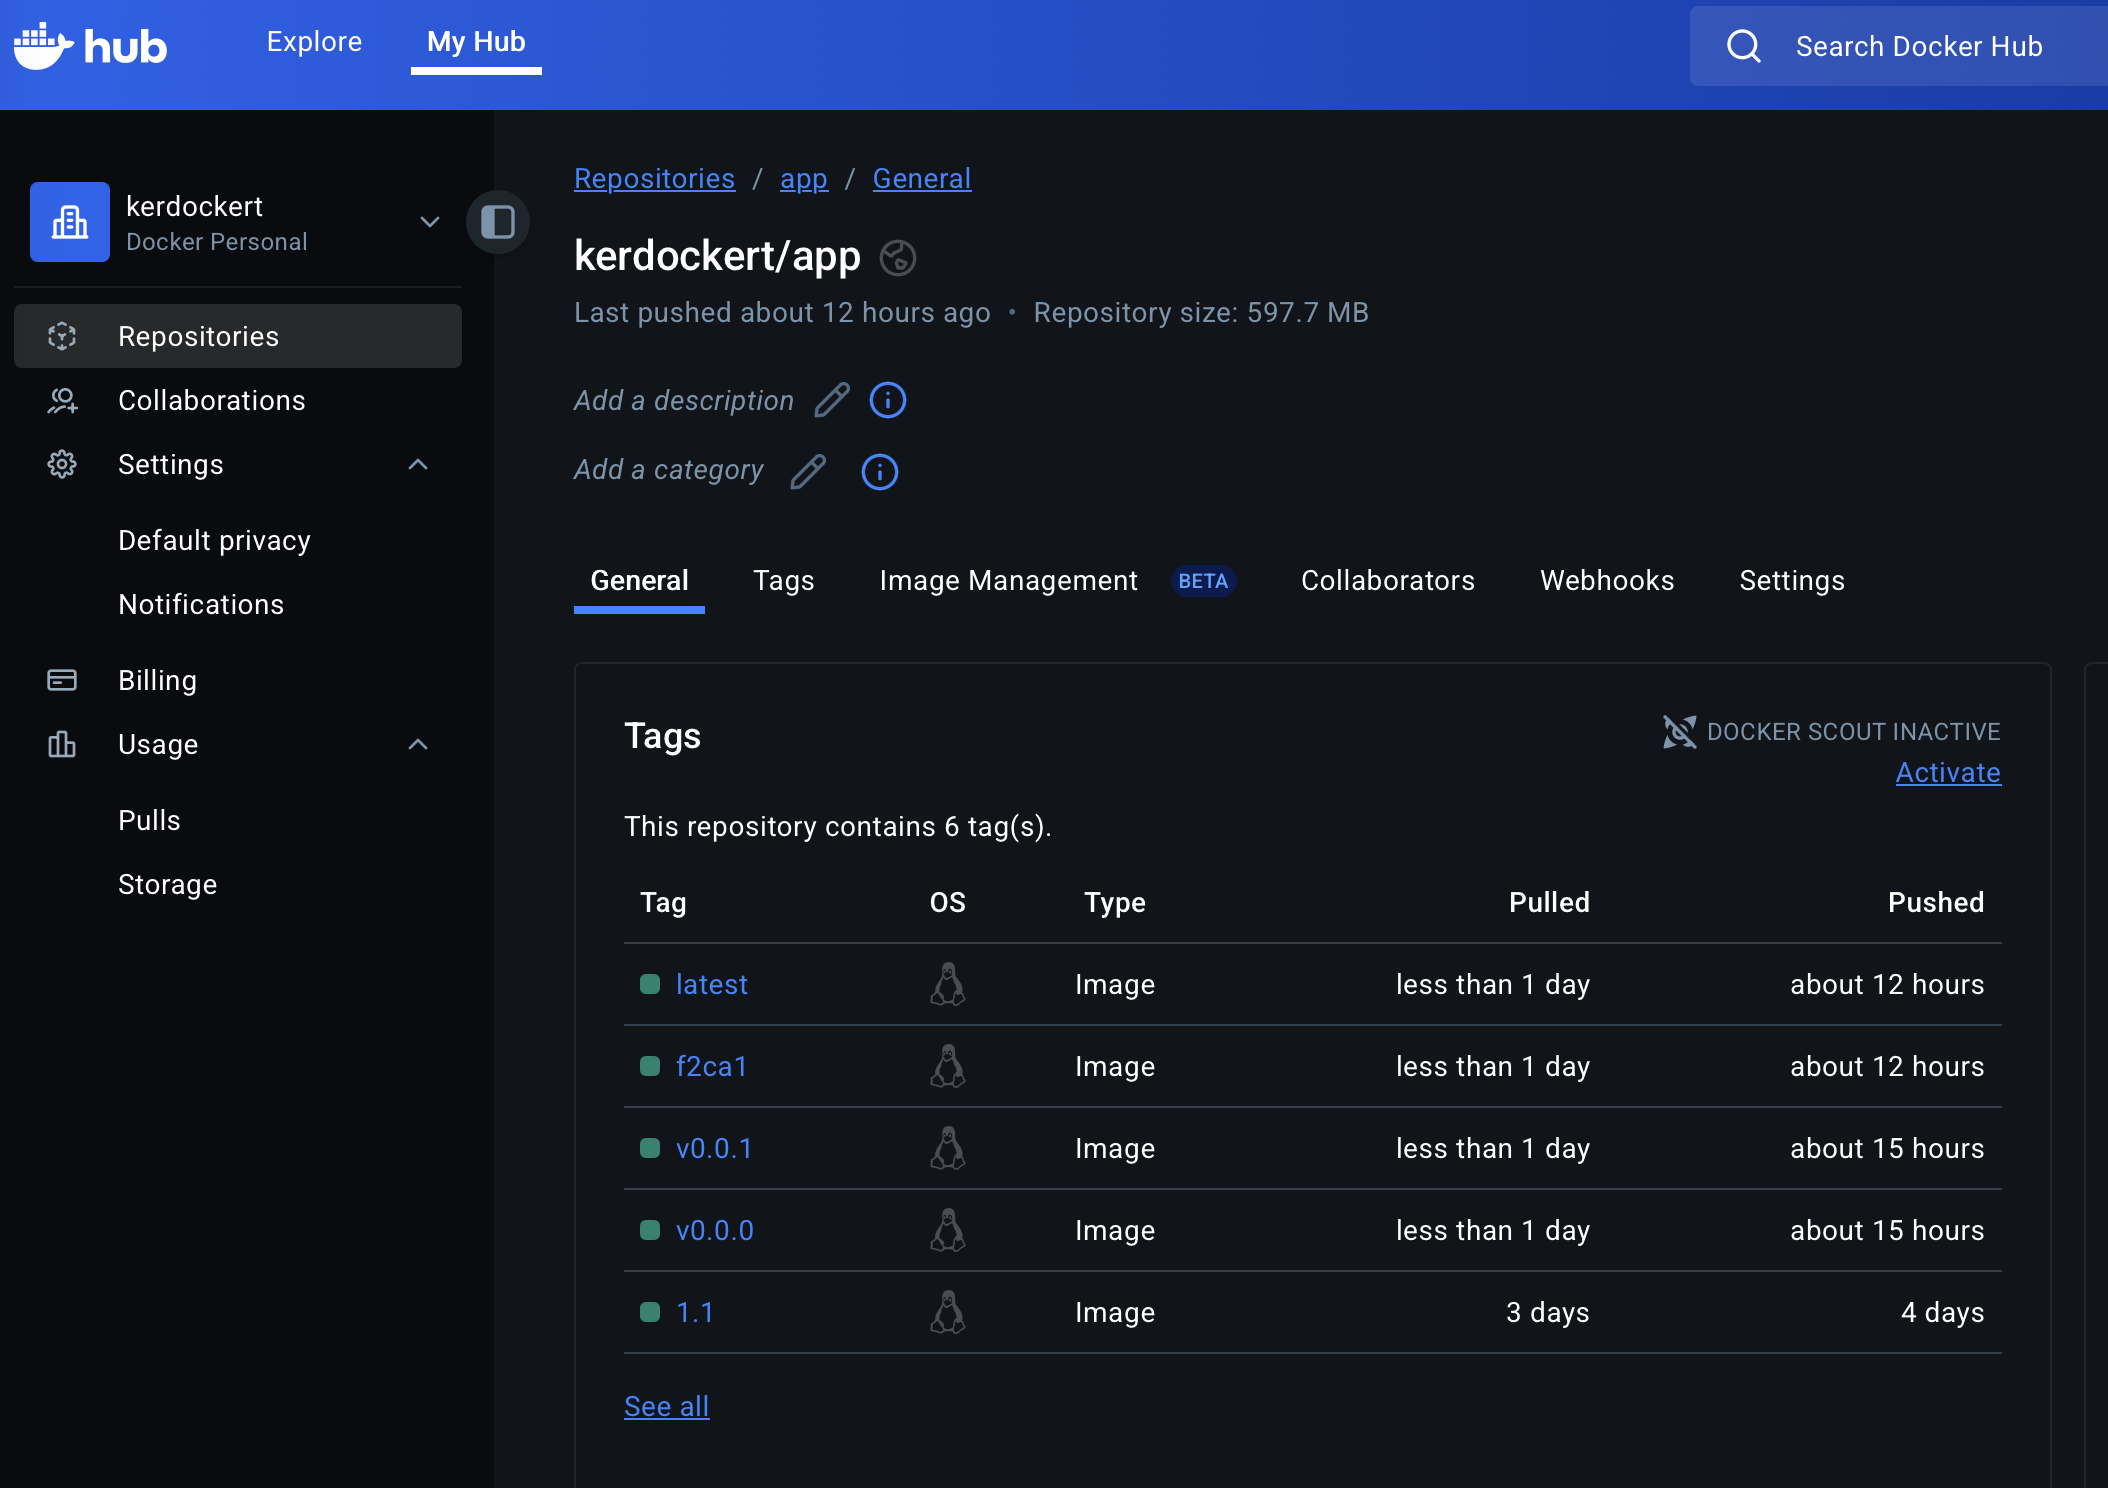 hub
Explore
My Hub
Search Docker Hub
kerdockert
Docker Personal
Repositories
Collaborations
Settings
Default privacy
Notifications
Billing
Usage
Pulls
Storage
Repositories / app / General
kerdockert/app
Last pushed about 12 hours ago • Repository size: 597.7 MB
Add a description
Add a category
General Tags Image Management BETA Collaborators Webhooks Settings
Tags
DOCKER SCOUT INACTIVE
Activate
This repository contains 6 tag(s).
Tag OS Type Pulled Pushed
latest Image less than 1 day about 12 hours
f2ca1 Image less than 1 day about 12 hours
v0.0.1 Image less than 1 day about 15 hours
v0.0.0 Image less than 1 day about 15 hours
1.1 Image 3 days 4 days
See all